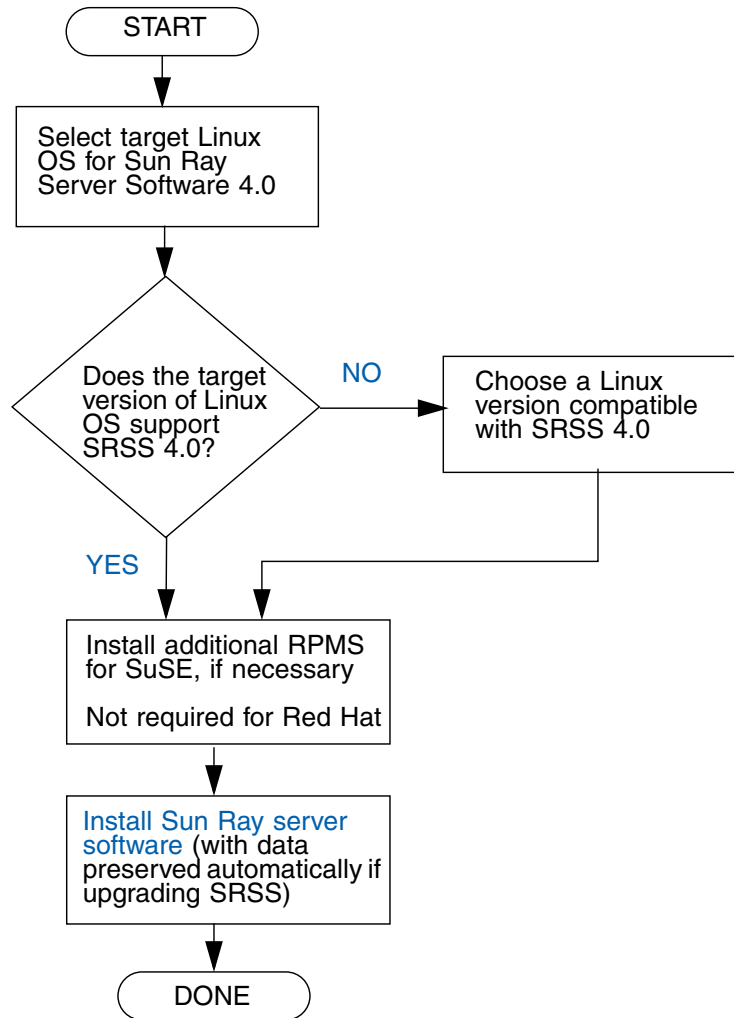 START
Select target Linux
OS for Sun Ray
Server Software 4.0
Does the target
version of Linux
OS support
SRSS 4.0?
NO
Choose a Linux
version compatible
with SRSS 4.0
YES
Install additional RPMS
for SuSE, if necessary
Not required for Red Hat
Install Sun Ray server
software (with data
preserved automatically if
upgrading SRSS)
DONE